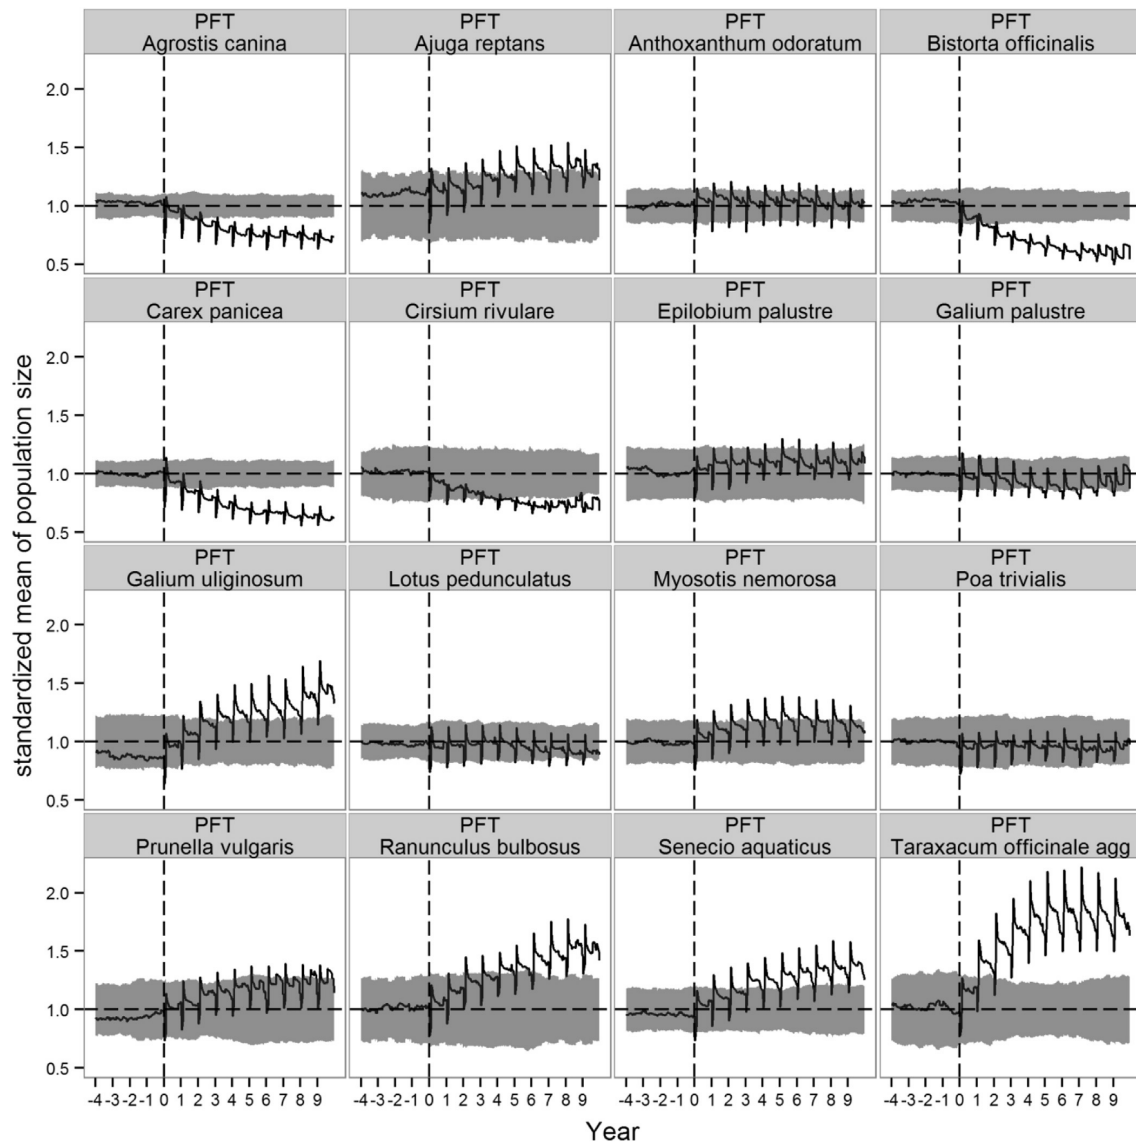 PFT
Agrostis canina
PFT
Ajuga reptans
PFT
Anthoxanthum odoratum
PFT
Bistorta officinalis
2.0
1.5
1.0
0.5
PFT
Carex panicea
PFT
Cirsium rivulare
PFT
Epilobium palustre
PFT
Galium palustre
2.0
1.5
1.0
0.5
standardized mean of population size
PFT
Galium uliginosum
PFT
Lotus pedunculatus
PFT
Myosotis nemorosa
PFT
Poa trivialis
2.0
1.5
1.0
0.5
PFT
Prunella vulgaris
PFT
Ranunculus bulbosus
PFT
Senecio aquaticus
PFT
Taraxacum officinale agg
2.0
1.5
1.0
0.5
-4 -3 -2 -1 0 1 2 3 4 5 6 7 8 9
-4 -3 -2 -1 0 1 2 3 4 5 6 7 8 9
-4 -3 -2 -1 0 1 2 3 4 5 6 7 8 9
-4 -3 -2 -1 0 1 2 3 4 5 6 7 8 9
Year